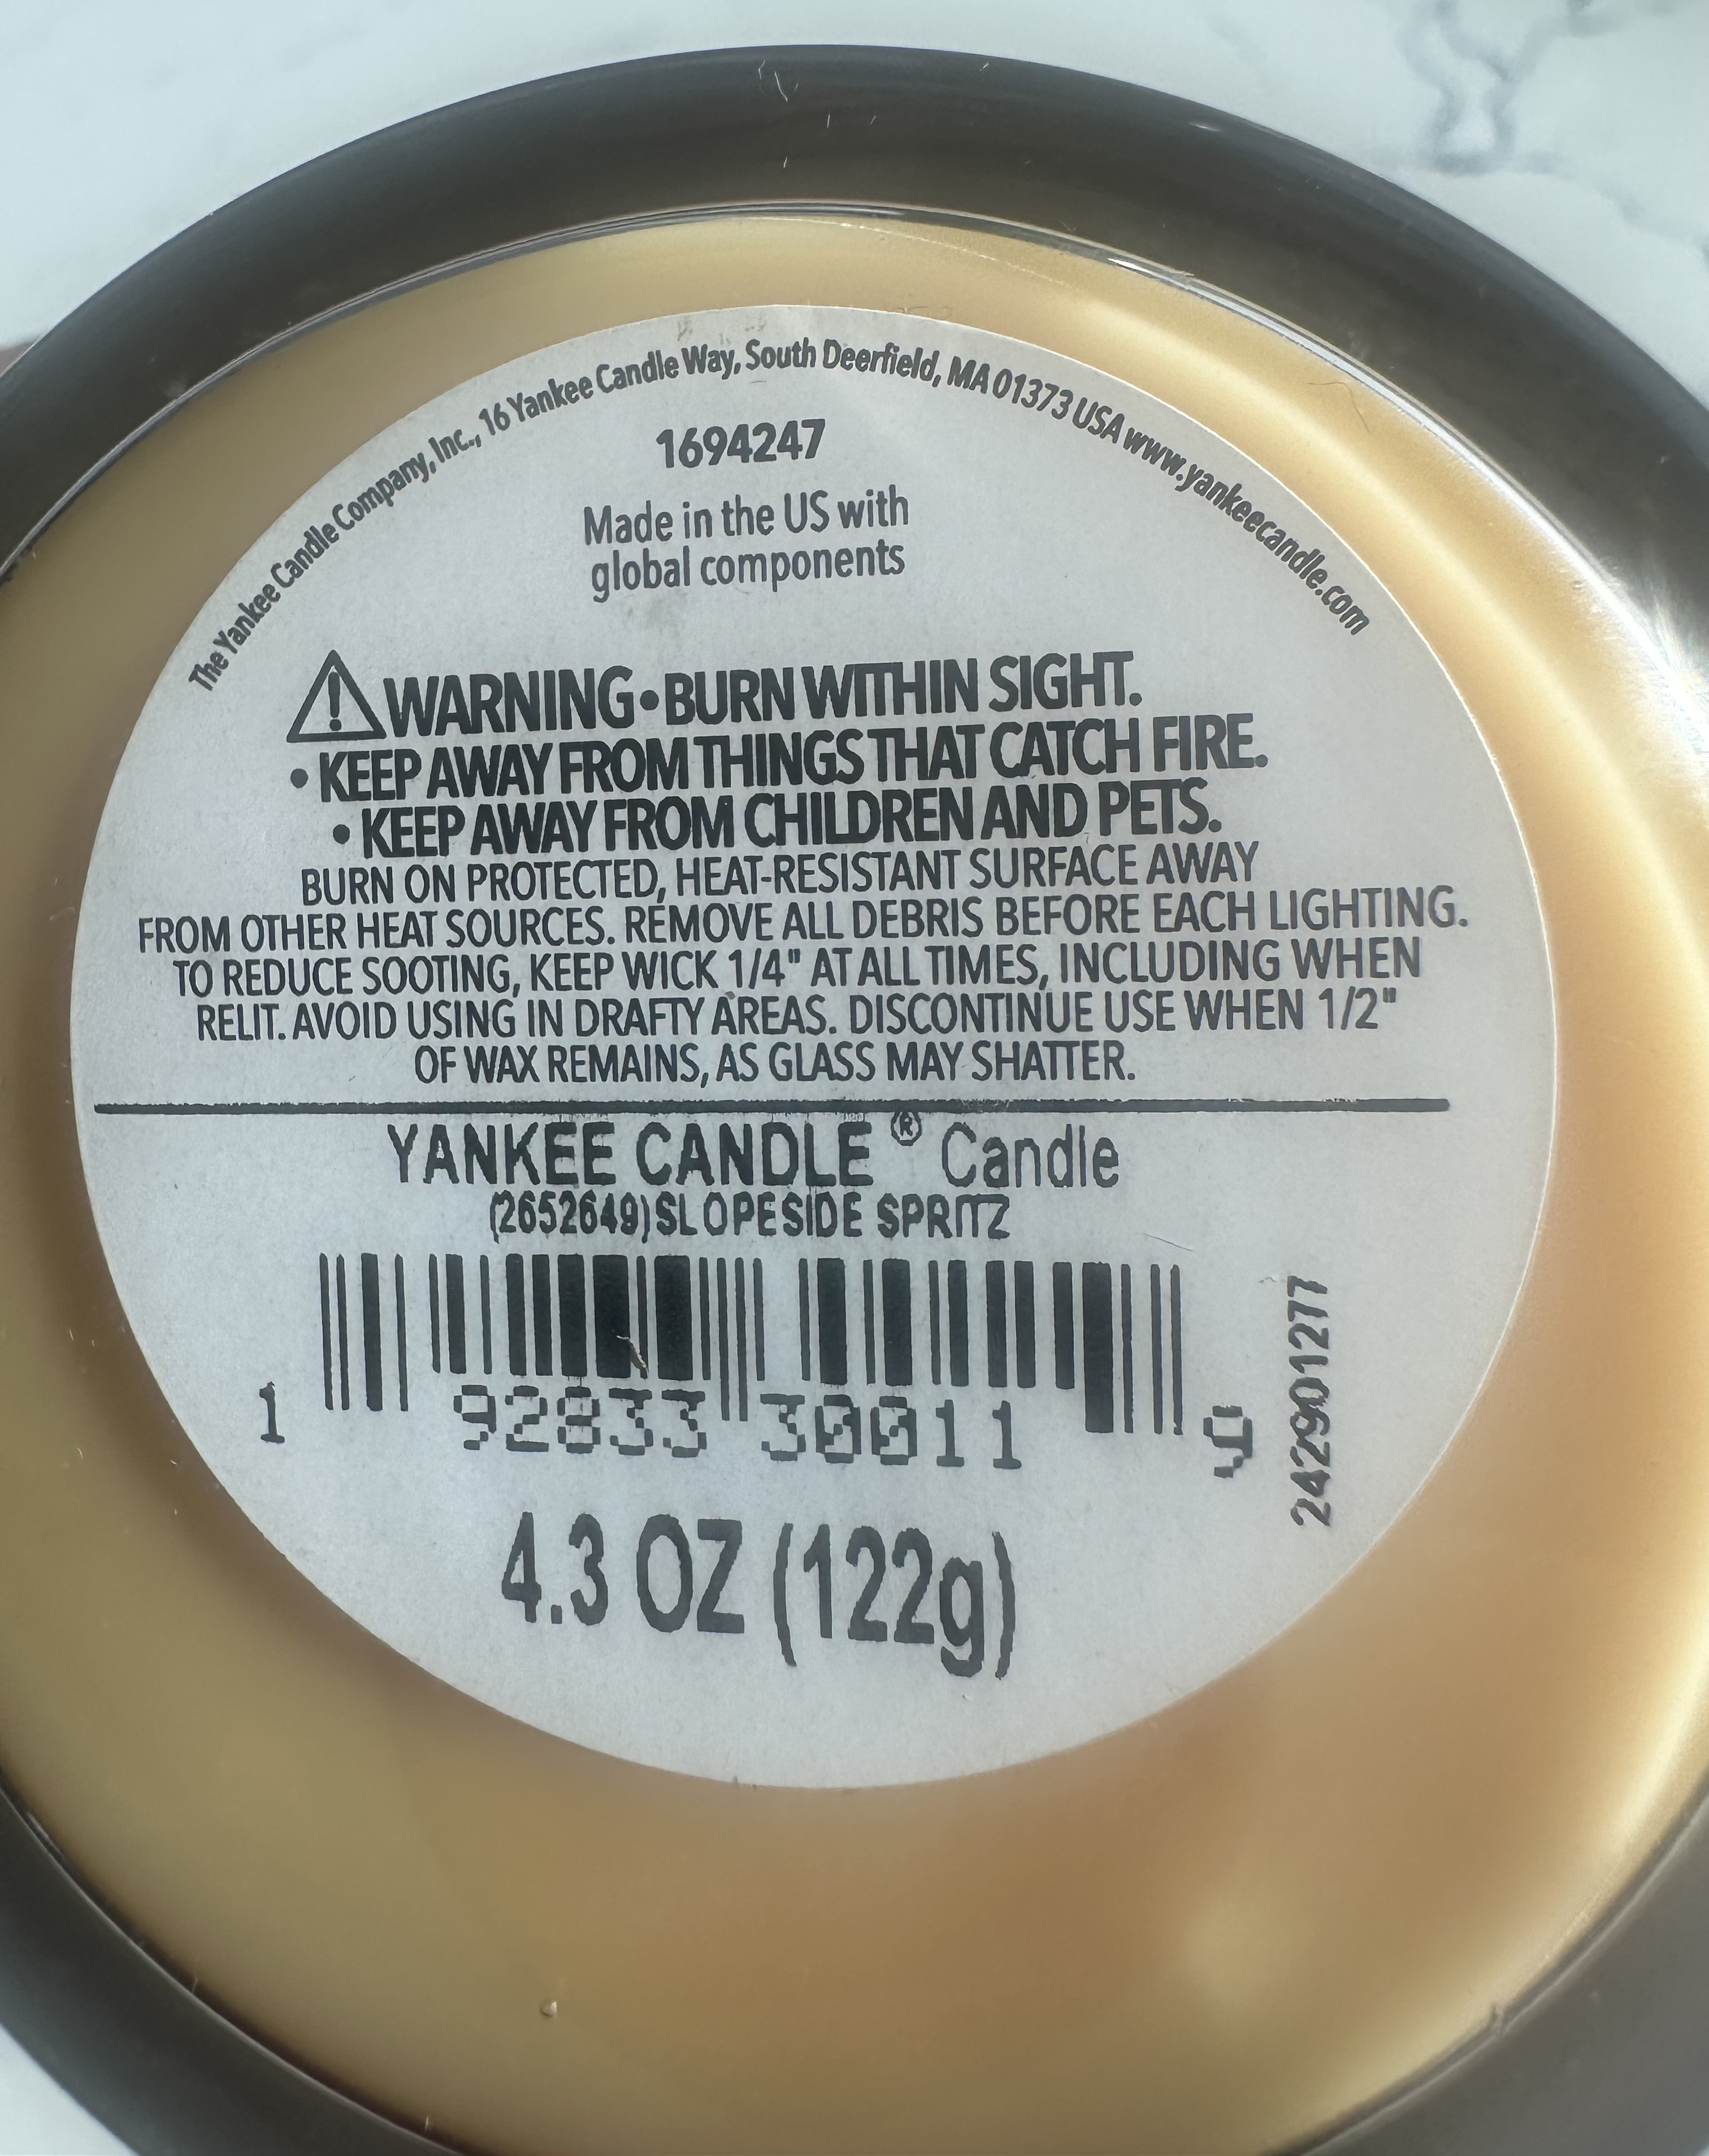 The Yankee Candle Company, Inc., 16 Yankee Candle Way, South Deerfield, MA 01373 USA www.yankeecandle.com
1694247
Made in the US with
global components
WARNING • BURN WITHIN SIGHT.
• KEEP AWAY FROM THINGS THAT CATCH FIRE.
• KEEP AWAY FROM CHILDREN AND PETS.
BURN ON PROTECTED, HEAT-RESISTANT SURFACE AWAY
FROM OTHER HEAT SOURCES. REMOVE ALL DEBRIS BEFORE EACH LIGHTING.
TO REDUCE SOOTING, KEEP WICK 1/4" AT ALL TIMES, INCLUDING WHEN
RELIT. AVOID USING IN DRAFTY AREAS. DISCONTINUE USE WHEN 1/2"
OF WAX REMAINS, AS GLASS MAY SHATTER.
YANKEE CANDLE® Candle
(2652649)SLOPESIDE SPRITZ
1 92833 30011 9
242901277
4.3 OZ (122g)